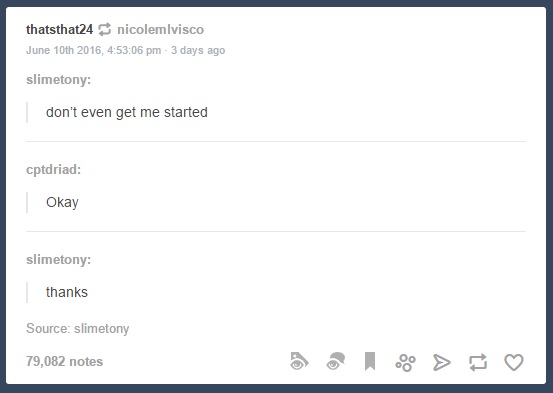 thatsthat24 nicolemlvisco
June 10th 2016, 4:53:06 pm · 3 days ago
slimetony:
don't even get me started
cptdriad:
Okay
slimetony:
thanks
Source: slimetony
79,082 notes